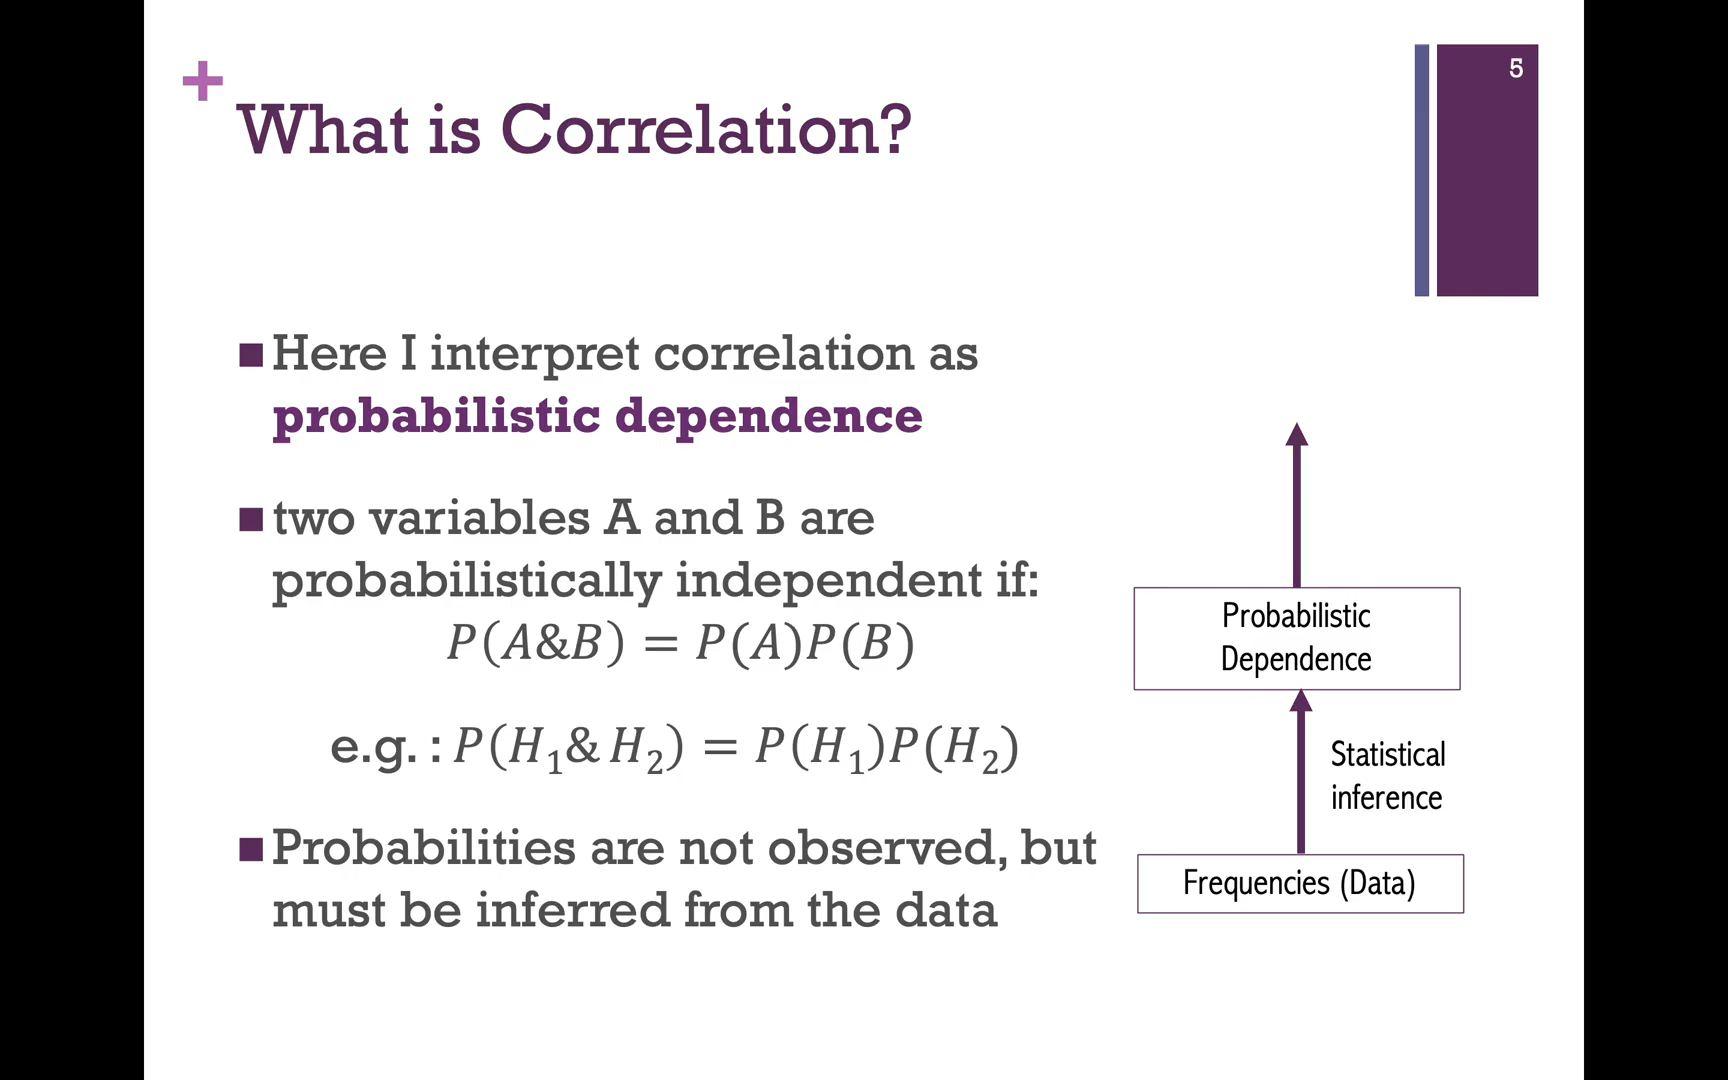 +
5
What is Correlation?
Here I interpret correlation as
probabilistic dependence
two variables A and B are
probabilistically independent if:
P(A&B) = P(A)P(B)
e.g. : P(H₁& H₂) = P(H₁)P(H₂)
Probabilities are not observed, but
must be inferred from the data
Probabilistic
Dependence
Statistical
inference
Frequencies (Data)